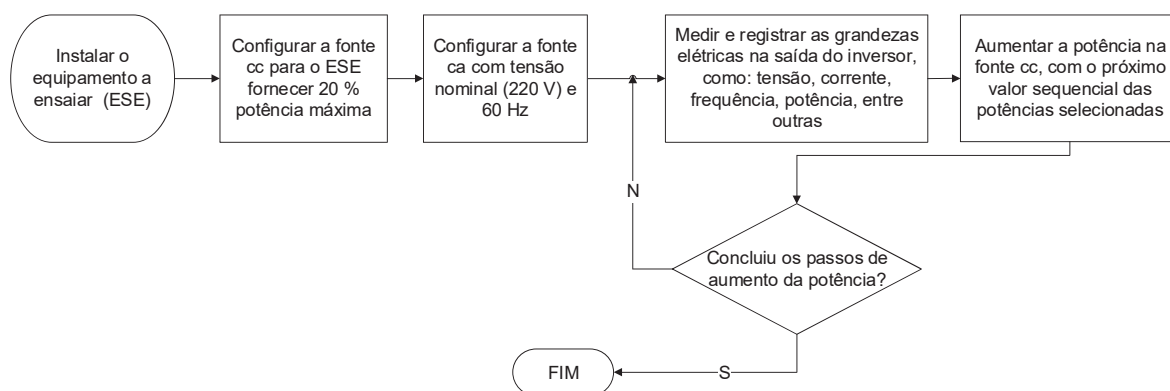 Instalar o
equipamento a
ensaiar (ESE)
Configurar a fonte
cc para o ESE
fornecer 20 %
potência máxima
Configurar a fonte
ca com tensão
nominal (220 V) e
60 Hz
Medir e registrar as grandezas
elétricas na saída do inversor,
como: tensão, corrente,
frequência, potência, entre
outras
Aumentar a potência na
fonte cc, com o próximo
valor sequencial das
potências selecionadas
N
Concluiu os passos de
aumento da potência?
FIM
S